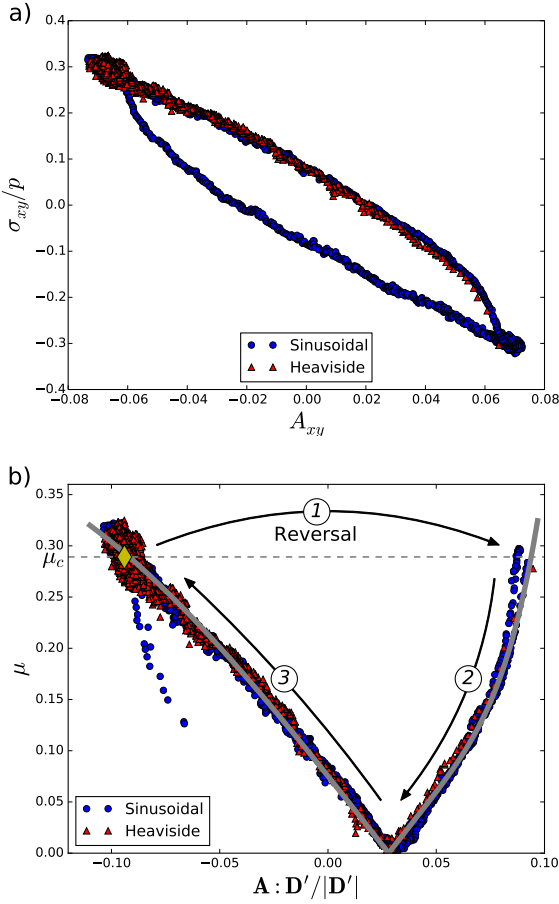 a)
0.4
0.3
0.2
0.1
0.0
−0.1
−0.2
−0.3
−0.4
σxy/p
Sinusoidal
Heaviside
−0.08 −0.06 −0.04 −0.02 0.00 0.02 0.04 0.06 0.08
Axy
b)
0.35
0.30
μc
0.25
0.20
0.15
0.10
0.05
0.00
μ
1
Reversal
3
2
Sinusoidal
Heaviside
−0.10 −0.05 0.00 0.05 0.10
A : D′/|D′|